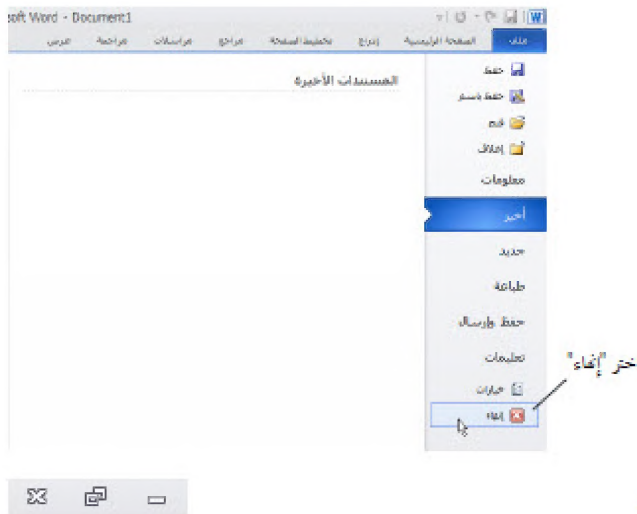 soft Word - Document1
ملف الصفحة الرئيسية إدراج تخطيط الصفحة مراجع مراسلات مراجعة عرض
حفظ
حفظ باسم
فتح
إغلاق
معلومات
أخير
جديد
طباعة
حفظ وإرسال
تعليمات
خيارات
إنهاء
المستندات الأخيرة
ختر "إنهاء"